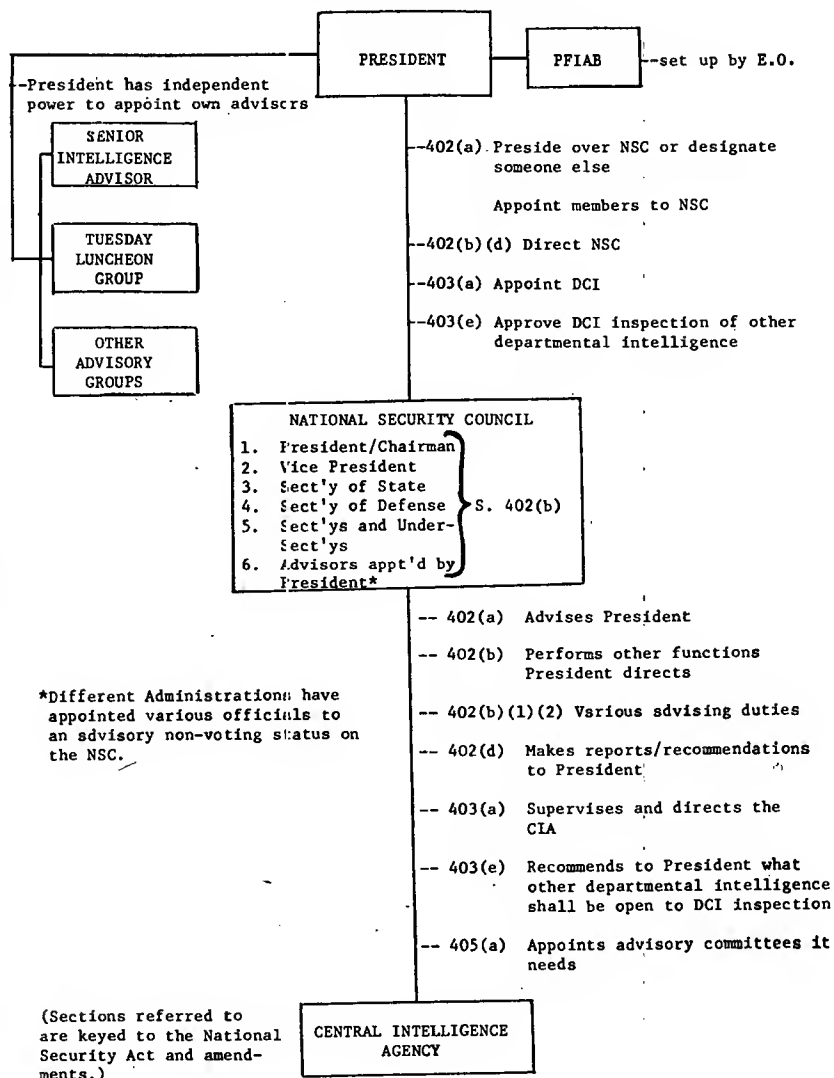 PRESIDENT
PFIAB
--set up by E.O.
--President has independent
power to appoint own advisers
SENIOR
INTELLIGENCE
ADVISOR
TUESDAY
LUNCHEON
GROUP
OTHER
ADVISORY
GROUPS
--402(a) Preside over NSC or designate
someone else
Appoint members to NSC
--402(b)(d) Direct NSC
--403(a) Appoint DCI
--403(e) Approve DCI inspection of other
departmental intelligence
NATIONAL SECURITY COUNCIL
1. President/Chairman
2. Vice President
3. Sect'y of State
4. Sect'y of Defense
5. Sect'ys and Under-
Sect'ys
6. Advisors appt'd by
President*
S. 402(b)
-- 402(a) Advises President
-- 402(b) Performs other functions
President directs
-- 402(b)(1)(2) Various advising duties
-- 402(d) Makes reports/recommendations
to President
-- 403(a) Supervises and directs the
CIA
-- 403(e) Recommends to President what
other departmental intelligence
shall be open to DCI inspection
-- 405(a) Appoints advisory committees it
needs
*Different Administrations have
appointed various officials to
an advisory non-voting status on
the NSC.
(Sections referred to
are keyed to the National
Security Act and amend-
ments.)
CENTRAL INTELLIGENCE
AGENCY